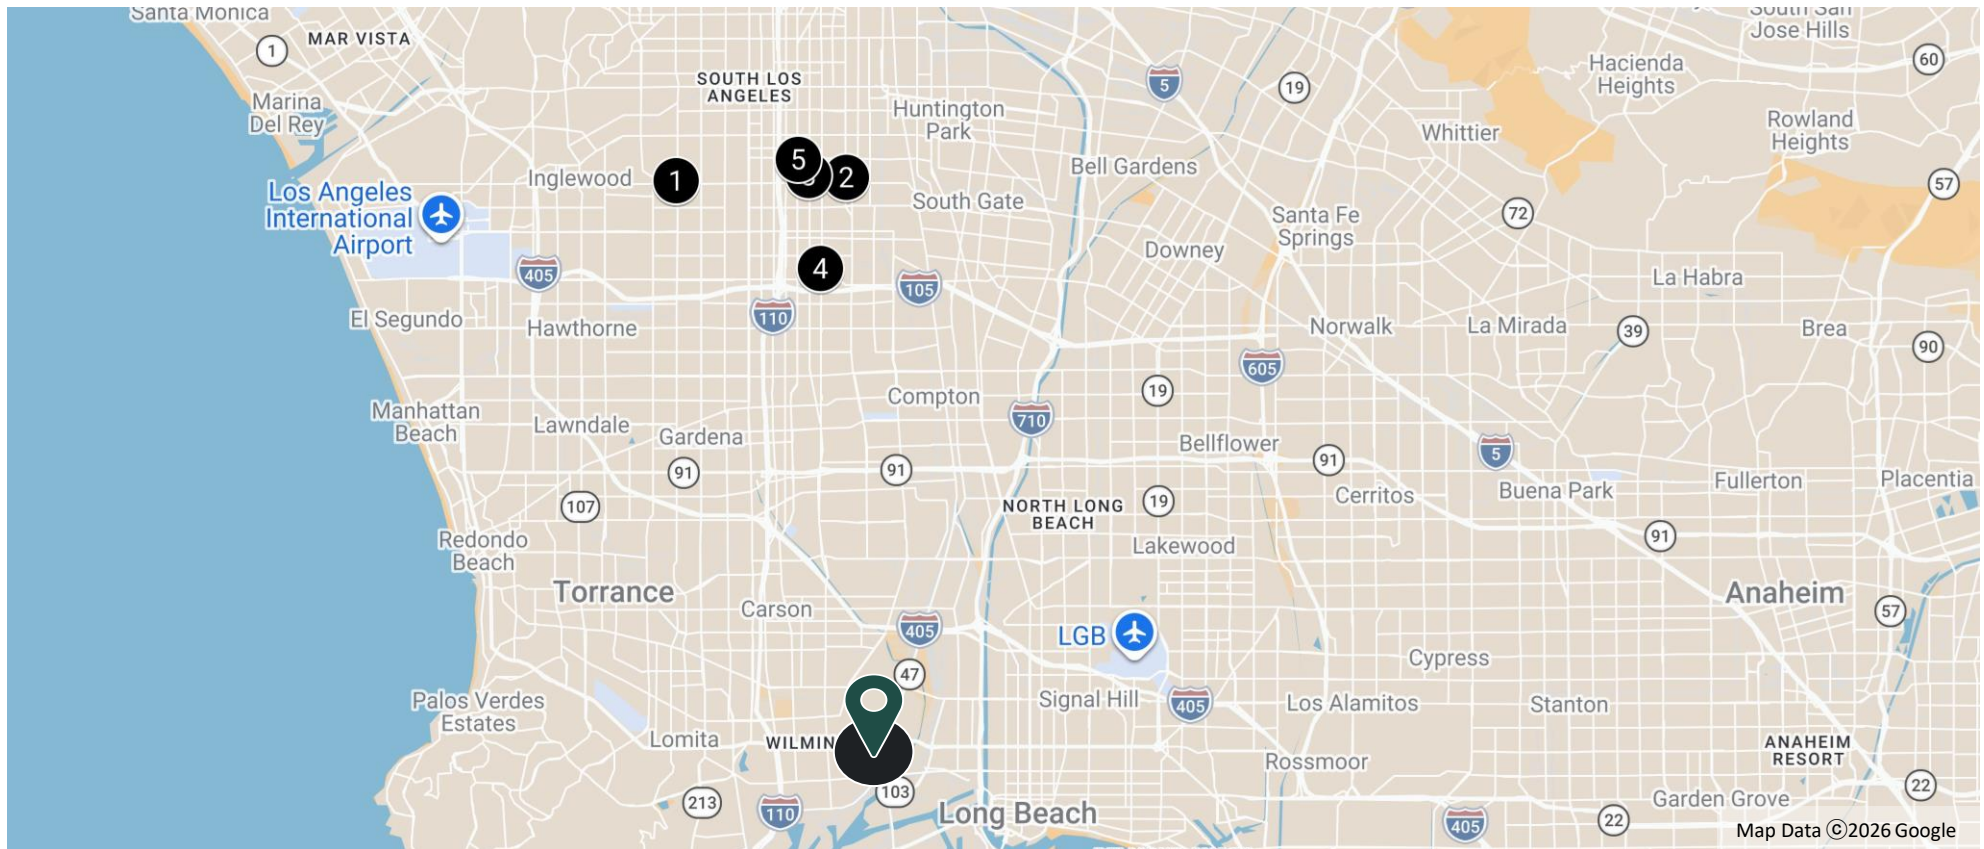 Santa Monica
MAR VISTA
1
SOUTH LOS
ANGELES
5
19
South San
Jose Hills
60
Hacienda
Heights
Marina
Del Rey
Huntington
Park
Whittier
Rowland
Heights
5
2
1
Inglewood
Bell Gardens
57
Los Angeles
International
Airport
South Gate
72
Santa Fe
Springs
Downey
405
4
105
La Habra
110
El Segundo
Hawthorne
Norwalk
La Mirada
39
Brea
90
605
19
Compton
710
Manhattan
Beach
Lawndale
Gardena
Bellflower
5
91
91
91
Cerritos
Buena Park
Fullerton
Placentia
107
NORTH LONG
BEACH
19
91
Redondo
Beach
Lakewood
Torrance
Carson
Anaheim
57
405
LGB
Cypress
47
Palos Verdes
Estates
Signal Hill
405
Los Alamitos
Stanton
Lomita
WILMIN
ANAHEIM
RESORT
Rossmoor
22
213
110
103
Long Beach
Garden Grove
405
22
Map Data ⓒ2026 Google